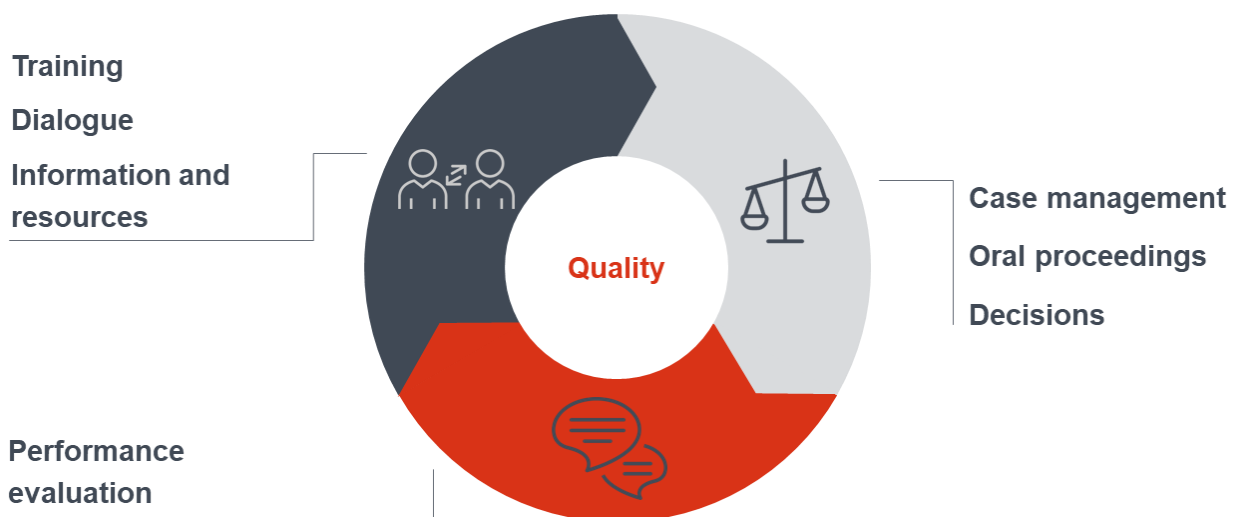 Training
Dialogue
Information and
resources
Quality
Case management
Oral proceedings
Decisions
Performance
evaluation